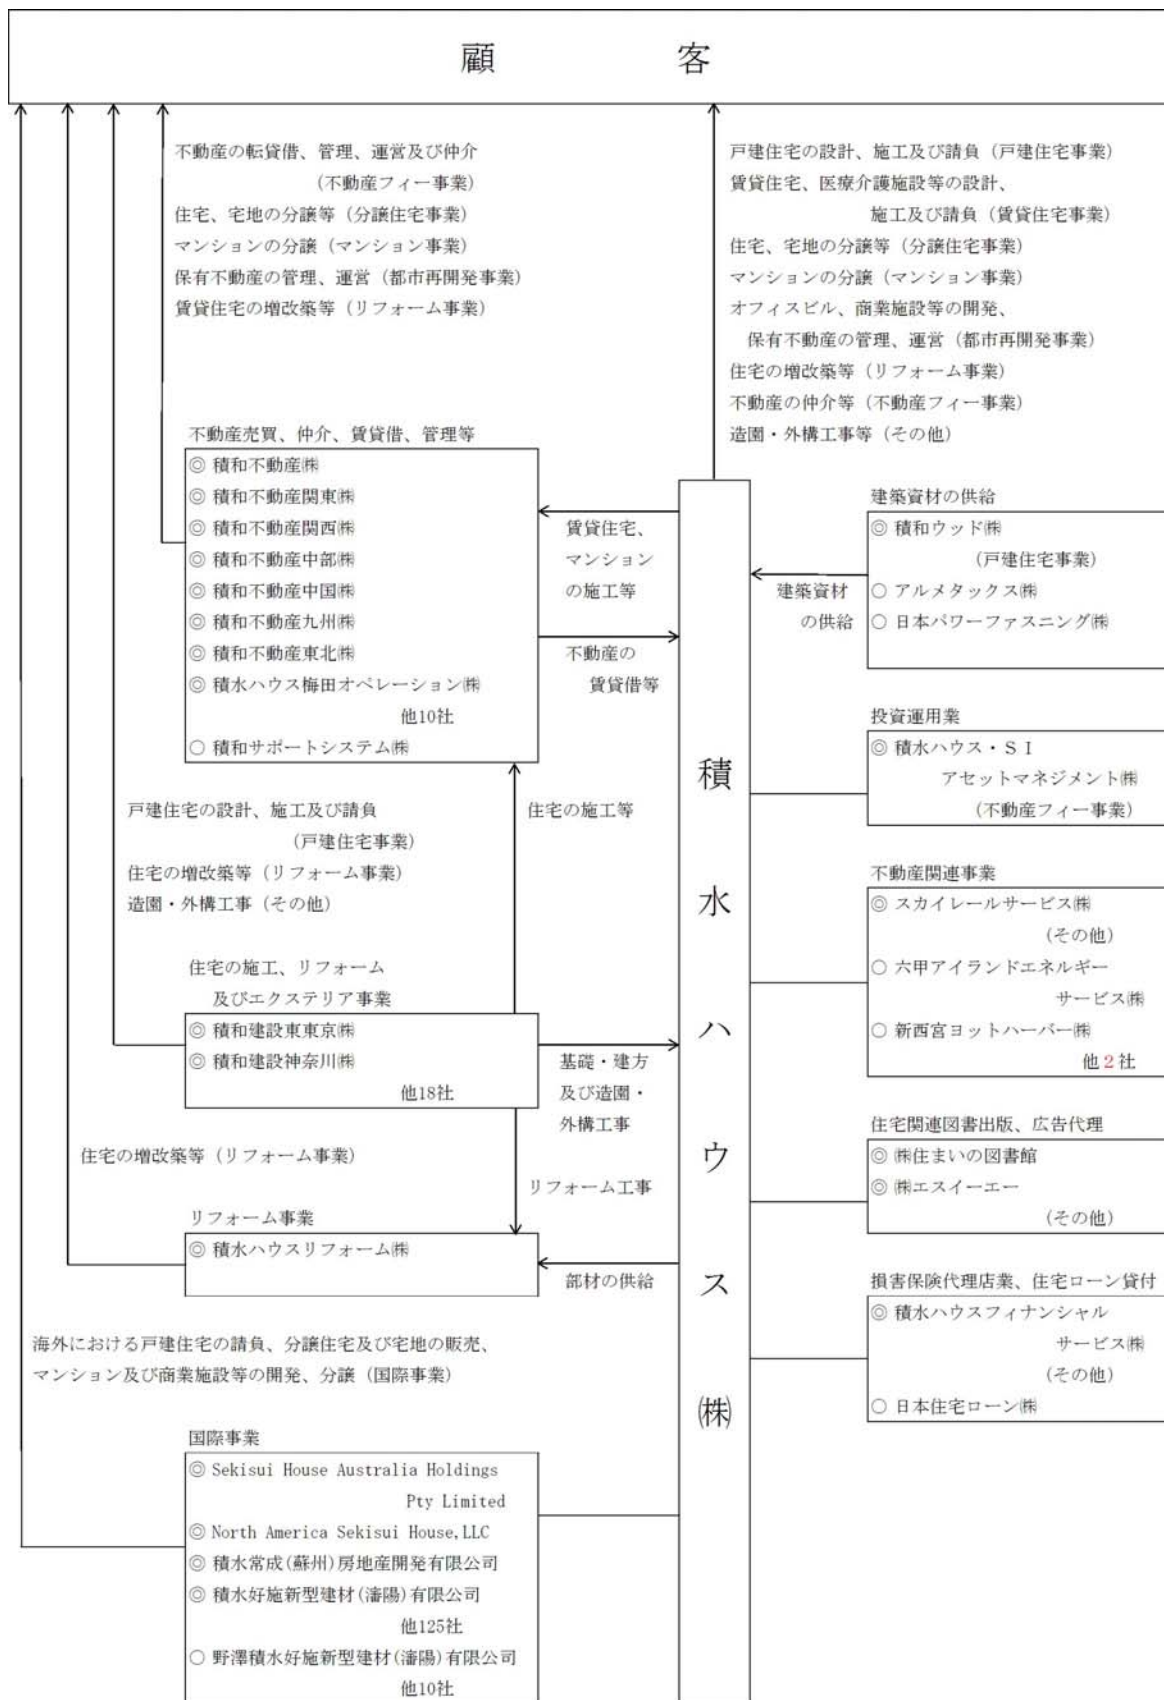 顧客
不動産の転貸借、管理、運営及び仲介
(不動産フィー事業)
住宅、宅地の分譲等 (分譲住宅事業)
マンションの分譲 (マンション事業)
保有不動産の管理、運営 (都市再開発事業)
賃貸住宅の増改築等 (リフォーム事業)
戸建住宅の設計、施工及び請負 (戸建住宅事業)
賃貸住宅、医療介護施設等の設計、
施工及び請負 (賃貸住宅事業)
住宅、宅地の分譲等 (分譲住宅事業)
マンションの分譲 (マンション事業)
オフィスビル、商業施設等の開発、
保有不動産の管理、運営 (都市再開発事業)
住宅の増改築等 (リフォーム事業)
不動産の仲介等 (不動産フィー事業)
造園・外構工事等 (その他)
不動産売買、仲介、賃貸借、管理等
◎ 積和不動産㈱
◎ 積和不動産関東㈱
◎ 積和不動産関西㈱
◎ 積和不動産中部㈱
◎ 積和不動産中国㈱
◎ 積和不動産九州㈱
◎ 積和不動産東北㈱
◎ 積水ハウス梅田オペレーション㈱
他10社
○ 積和サポートシステム㈱
賃貸住宅、
マンション
の施工等
不動産の
賃貸借等
積水ハウス㈱
建築資材の供給
◎ 積和ウッド㈱
(戸建住宅事業)
○ アルメタックス㈱
○ 日本パワーファスニング㈱
建築資材
の供給
投資運用業
◎ 積水ハウス・ＳＩ
アセットマネジメント㈱
(不動産フィー事業)
不動産関連事業
◎ スカイレールサービス㈱
(その他)
○ 六甲アイランドエネルギー
サービス㈱
○ 新西宮ヨットハーバー㈱
他２社
住宅関連図書出版、広告代理
◎ ㈱住まいの図書館
◎ ㈱エスイーエー
(その他)
損害保険代理店業、住宅ローン貸付
◎ 積水ハウスフィナンシャル
サービス㈱
(その他)
○ 日本住宅ローン㈱
戸建住宅の設計、施工及び請負
(戸建住宅事業)
住宅の増改築等 (リフォーム事業)
造園・外構工事 (その他)
住宅の施工等
住宅の施工、リフォーム
及びエクステリア事業
◎ 積和建設東東京㈱
◎ 積和建設神奈川㈱
他18社
基礎・建方
及び造園・
外構工事
住宅の増改築等 (リフォーム事業)
リフォーム工事
リフォーム事業
◎ 積水ハウスリフォーム㈱
部材の供給
海外における戸建住宅の請負、分譲住宅及び宅地の販売、
マンション及び商業施設等の開発、分譲 (国際事業)
国際事業
◎ Sekisui House Australia Holdings
Pty Limited
◎ North America Sekisui House,LLC
◎ 積水常成(蘇州)房地産開発有限公司
◎ 積水好施新型建材(瀋陽)有限公司
他125社
○ 野澤積水好施新型建材(瀋陽)有限公司
他10社